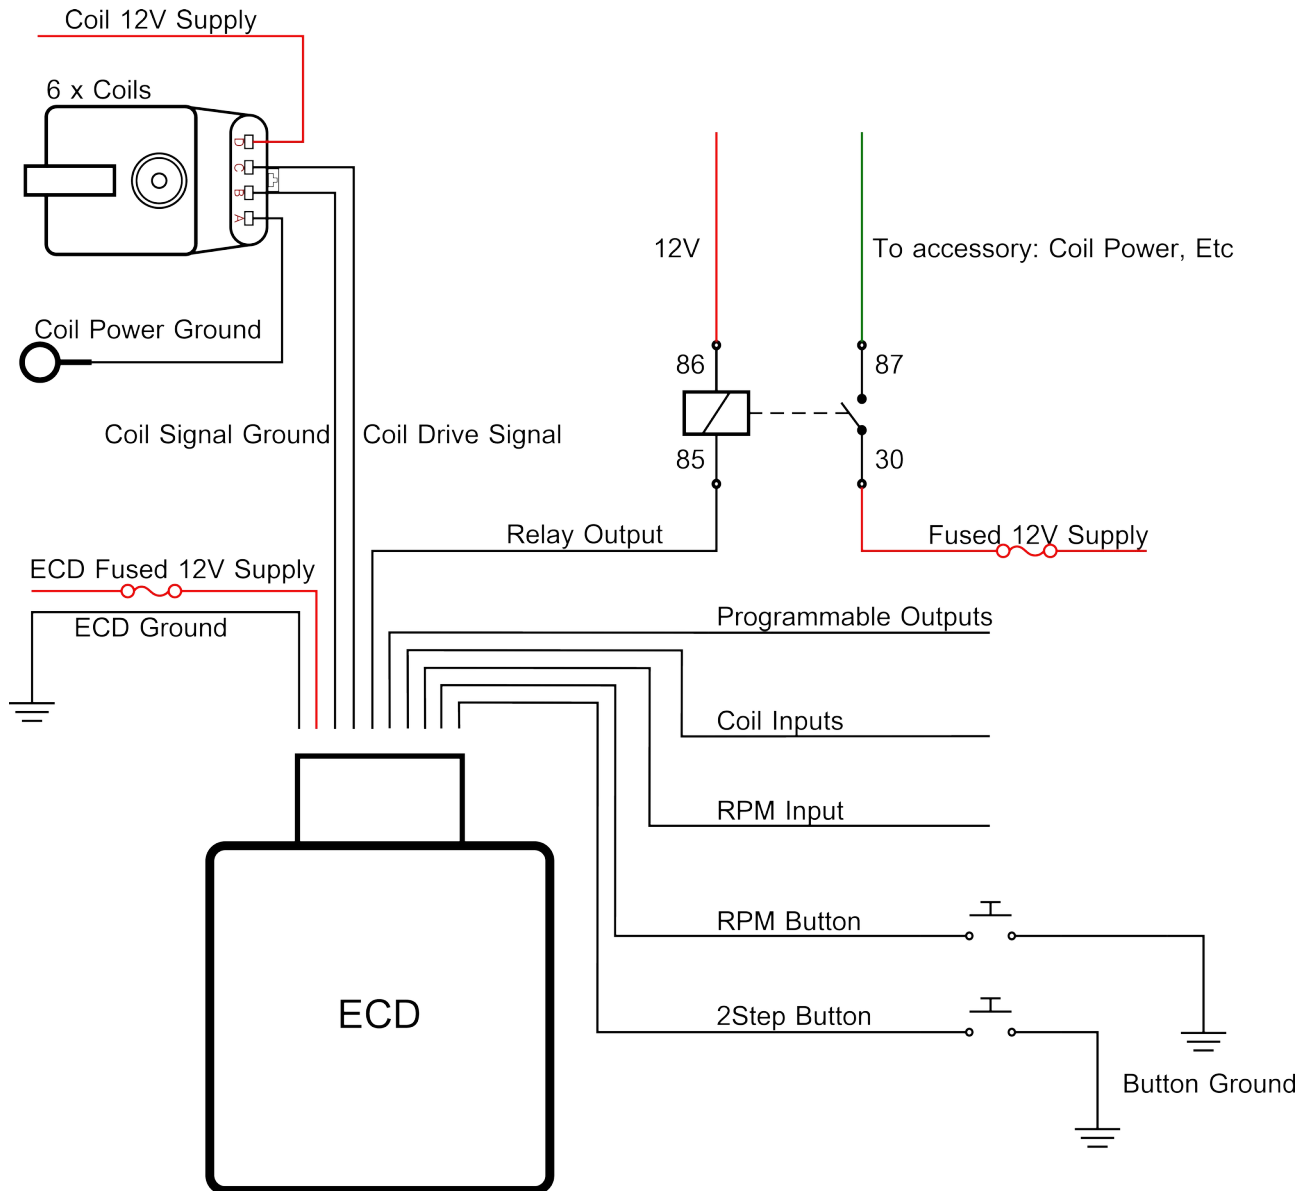 Coil 12V Supply
6 x Coils
D
C
B
A
12V
To accessory: Coil Power, Etc
Coil Power Ground
86
87
Coil Signal Ground
Coil Drive Signal
85
30
Relay Output
Fused 12V Supply
ECD Fused 12V Supply
ECD Ground
Programmable Outputs
Coil Inputs
RPM Input
RPM Button
ECD
2Step Button
Button Ground